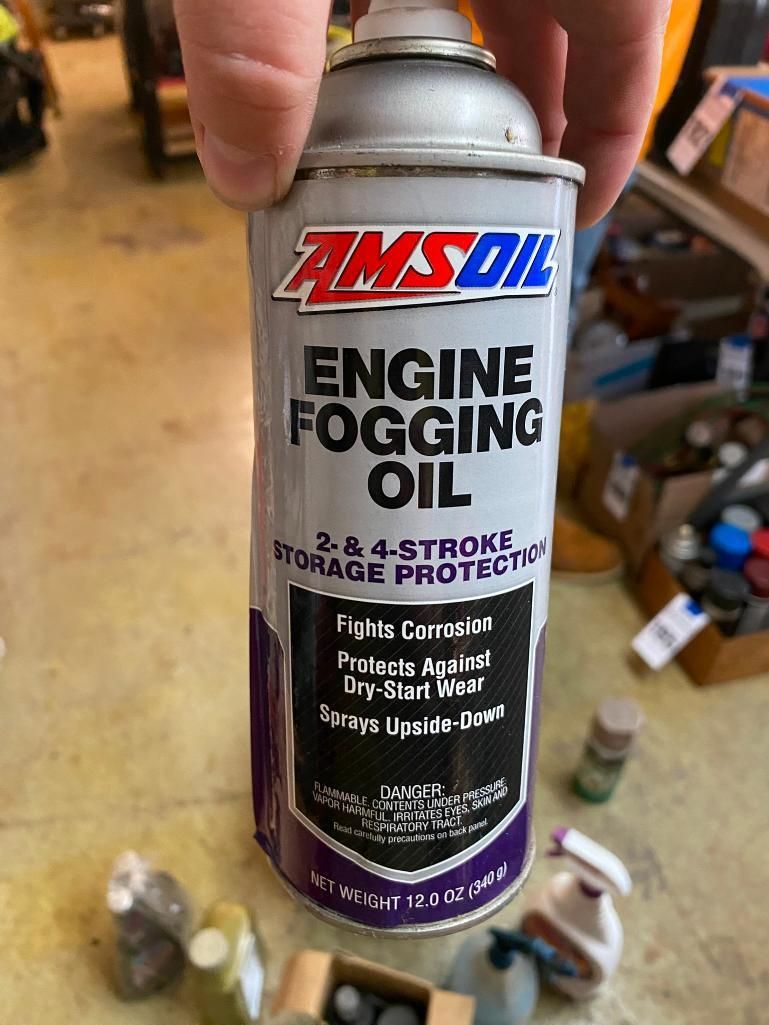 AMSOIL
ENGINE
FOGGING
OIL
2- & 4-STROKE
STORAGE PROTECTION
Fights Corrosion
Protects Against
Dry-Start Wear
Sprays Upside-Down
DANGER:
FLAMMABLE. CONTENTS UNDER PRESSURE.
VAPOR HARMFUL. IRRITATES EYES, SKIN AND
RESPIRATORY TRACT.
Read carefully precautions on back panel.
NET WEIGHT 12.0 OZ (340 g)